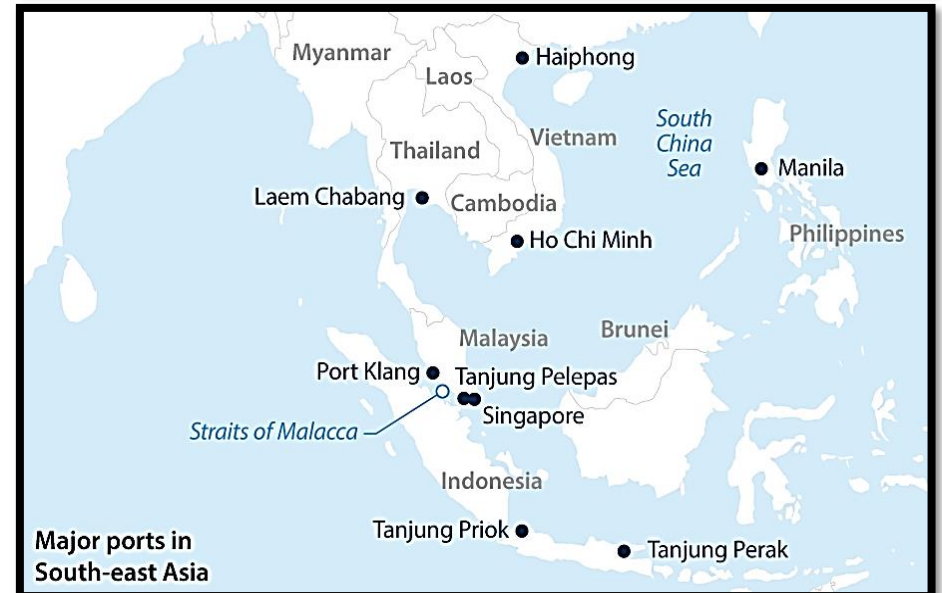 Myanmar
Haiphong
Laos
South
China
Sea
Vietnam
Thailand
Manila
Laem Chabang
Cambodia
Ho Chi Minh
Philippines
Malaysia
Brunei
Port Klang
Tanjung Pelepas
Singapore
Straits of Malacca
Indonesia
Tanjung Priok
Tanjung Perak
Major ports in
South-east Asia